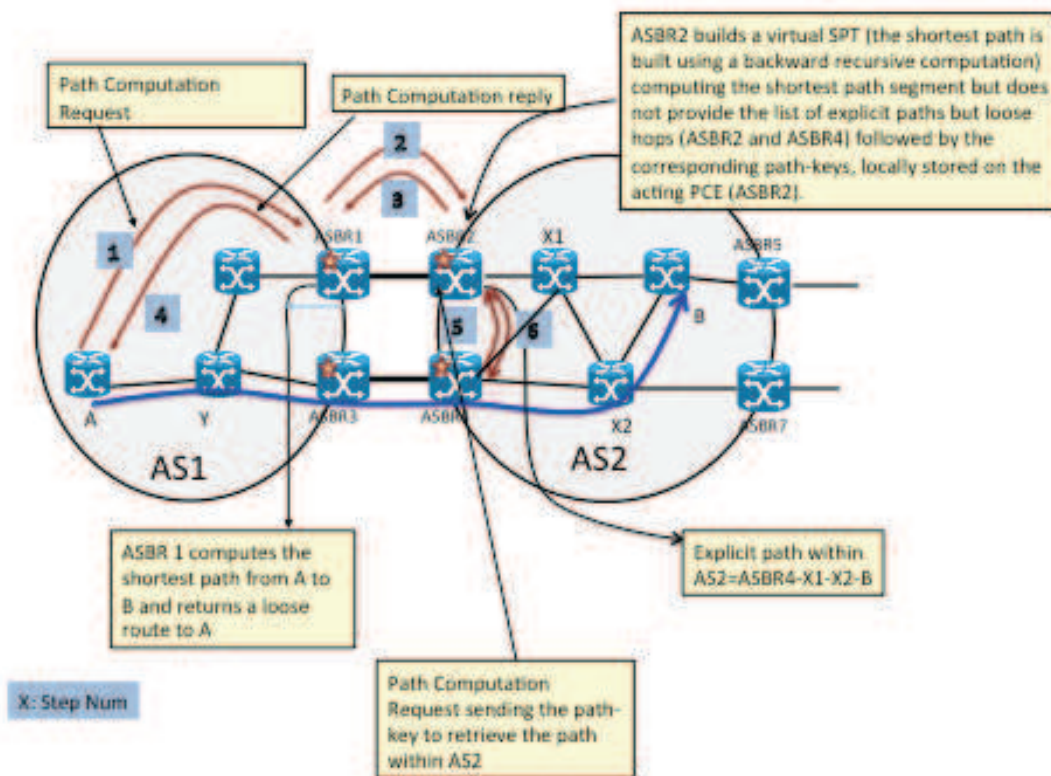 Path Computation
Request
Path Computation reply
ASBR2 builds a virtual SPT (the shortest path is
built using a backward recursive computation)
computing the shortest path segment but does
not provide the list of explicit paths but loose
hops (ASBR2 and ASBR4) followed by the
corresponding path-keys, locally stored on the
acting PCE (ASBR2).
2
3
1
4
ASBR1
ASBR2
X1
ASBR5
B
5
6
A
Y
ASBR3
ASBR4
X2
ASBR7
AS1
AS2
ASBR 1 computes the
shortest path from A to
B and returns a loose
route to A
Explicit path within
AS2=ASBR4-X1-X2-B
Path Computation
Request sending the path-
key to retrieve the path
within AS2
X: Step Num